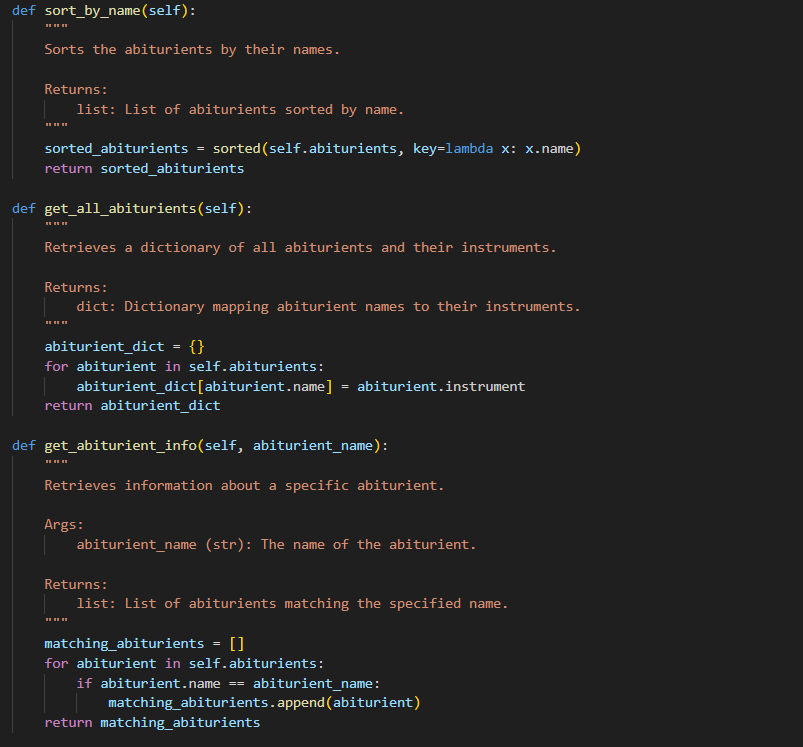 def sort_by_name(self):
    """
    Sorts the abiturients by their names.

    Returns:
        list: List of abiturients sorted by name.
    """
    sorted_abiturients = sorted(self.abiturients, key=lambda x: x.name)
    return sorted_abiturients

def get_all_abiturients(self):
    """
    Retrieves a dictionary of all abiturients and their instruments.

    Returns:
        dict: Dictionary mapping abiturient names to their instruments.
    """
    abiturient_dict = {}
    for abiturient in self.abiturients:
        abiturient_dict[abiturient.name] = abiturient.instrument
    return abiturient_dict

def get_abiturient_info(self, abiturient_name):
    """
    Retrieves information about a specific abiturient.

    Args:
        abiturient_name (str): The name of the abiturient.

    Returns:
        list: List of abiturients matching the specified name.
    """
    matching_abiturients = []
    for abiturient in self.abiturients:
        if abiturient.name == abiturient_name:
            matching_abiturients.append(abiturient)
    return matching_abiturients